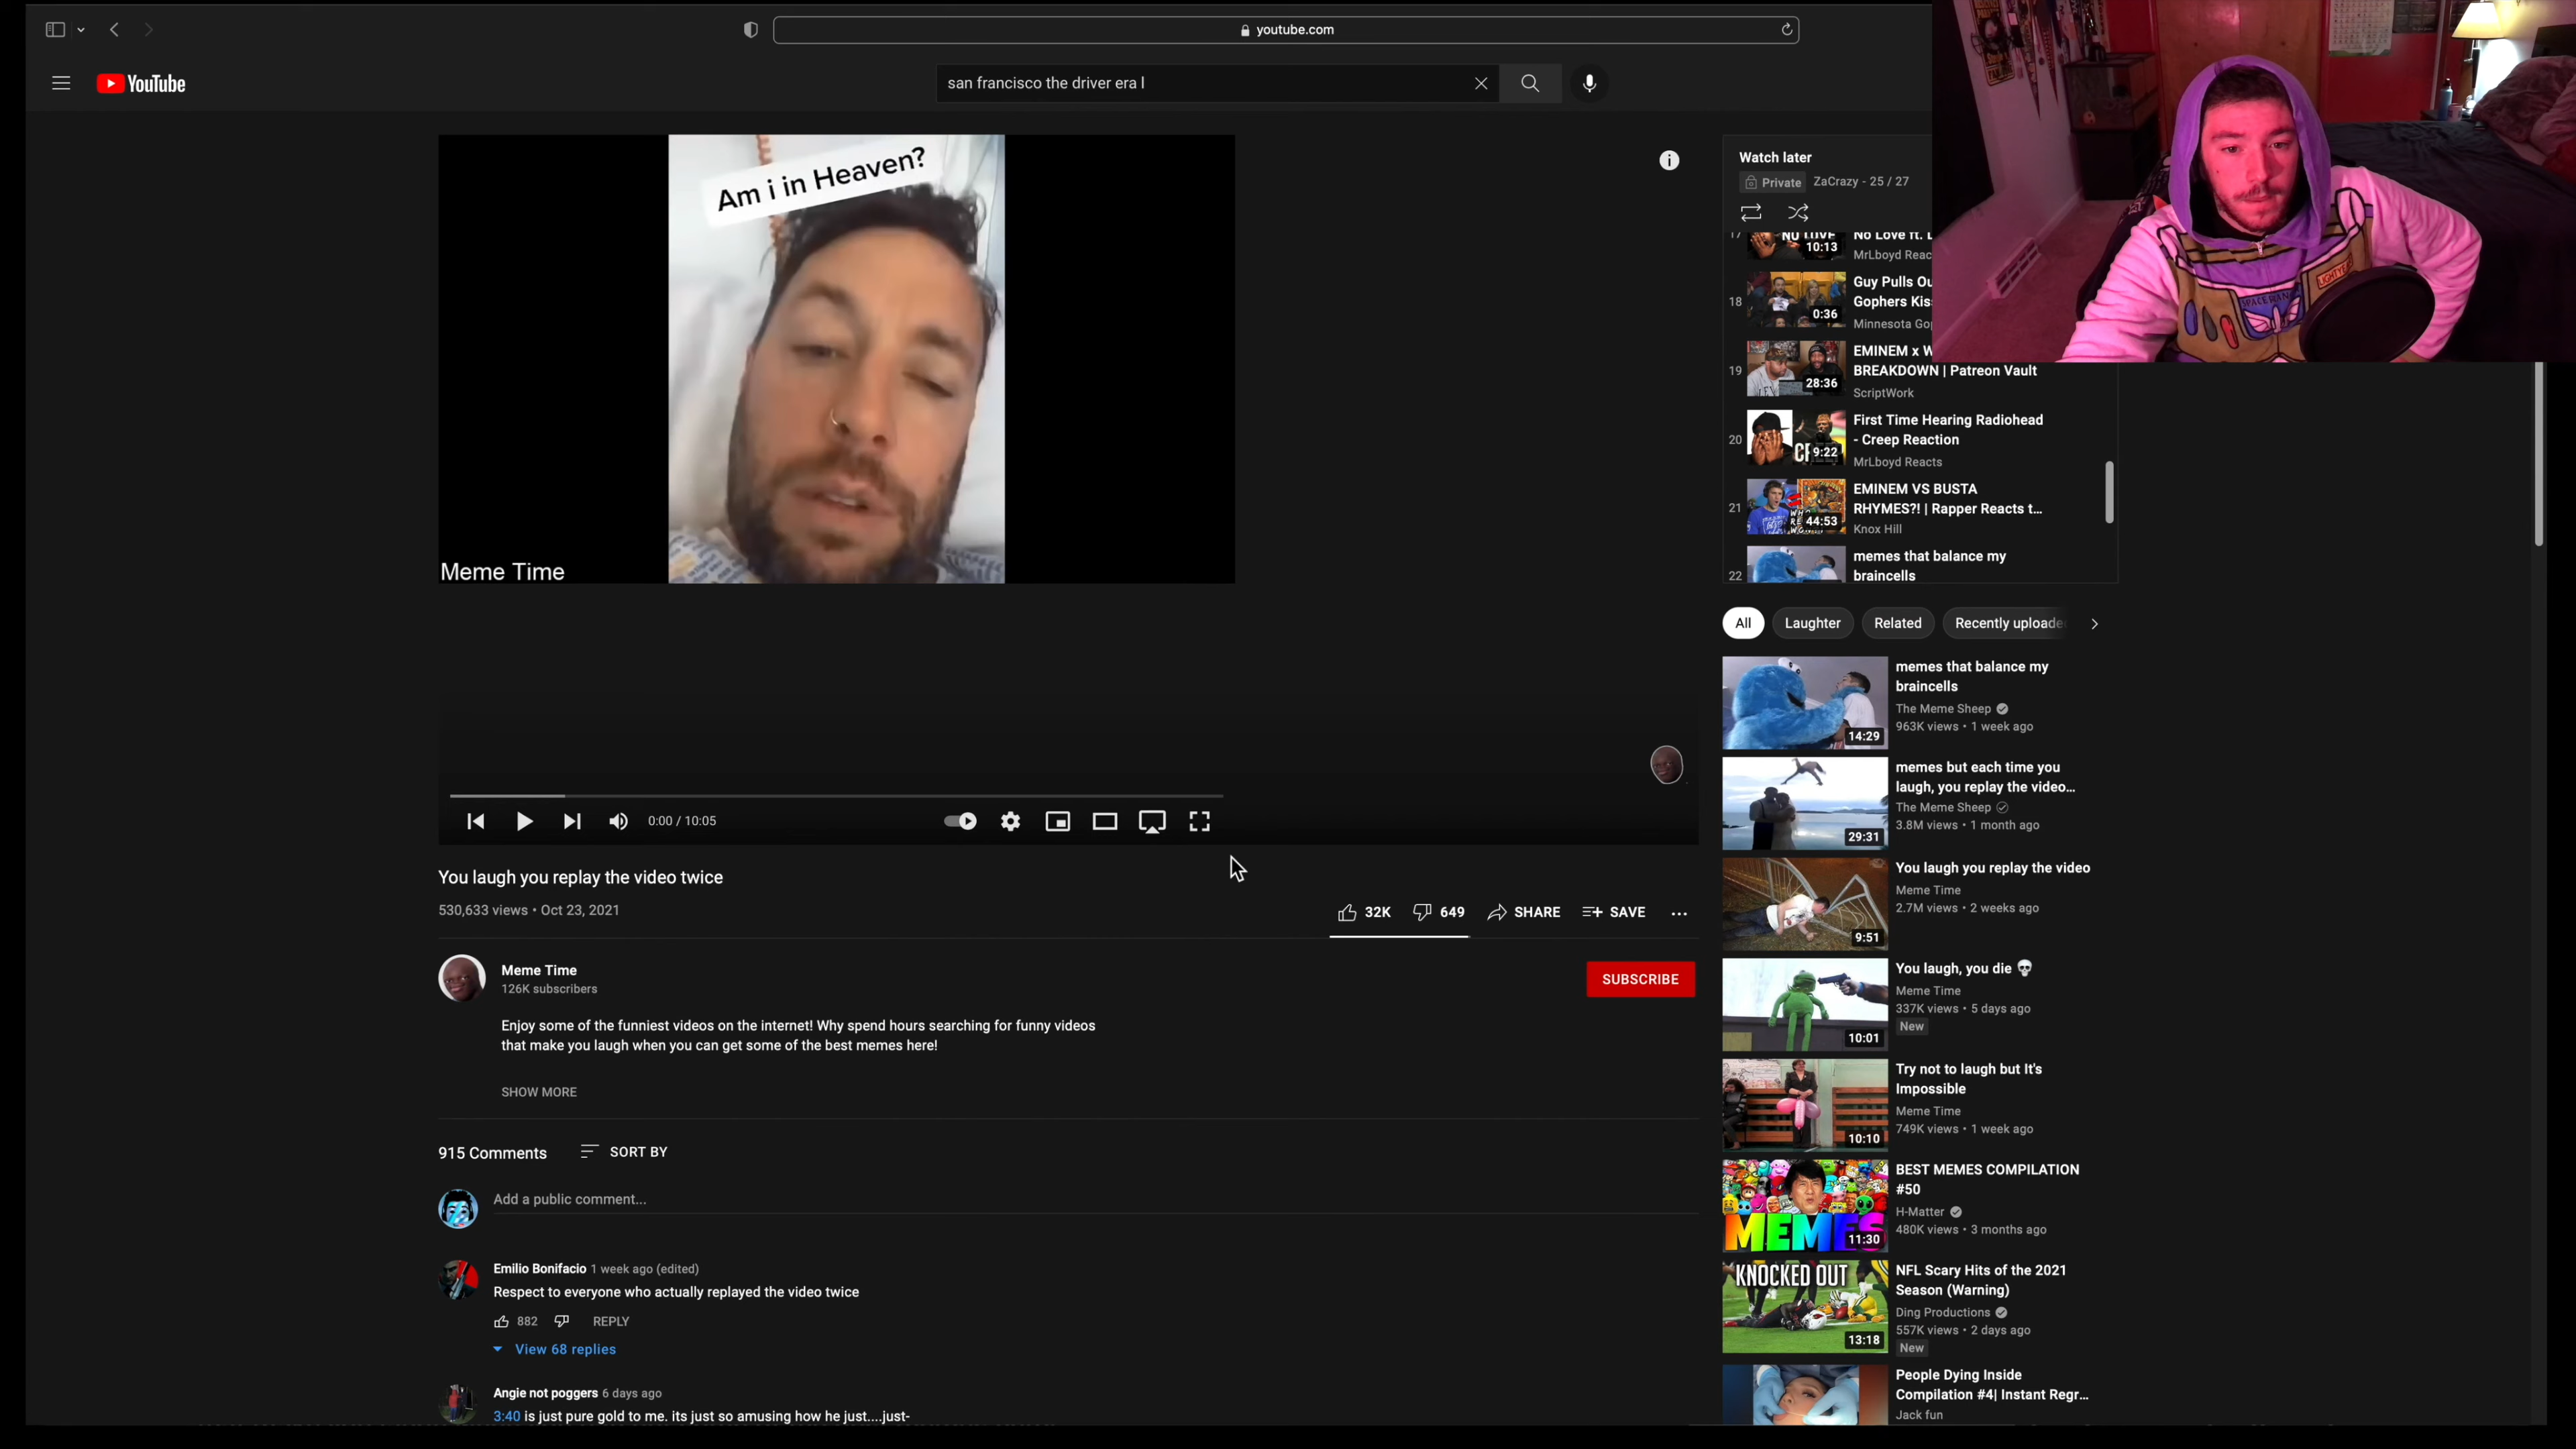 youtube.com
YouTube
san francisco the driver era l
Am i in Heaven?
Meme Time
0:00 / 10:05
You laugh you replay the video twice
530,633 views • Oct 23, 2021
32K
649
SHARE
SAVE
Meme Time
126K subscribers
SUBSCRIBE
Enjoy some of the funniest videos on the internet! Why spend hours searching for funny videos
that make you laugh when you can get some of the best memes here!
SHOW MORE
915 Comments
SORT BY
Add a public comment...
Emilio Bonifacio 1 week ago (edited)
Respect to everyone who actually replayed the video twice
882
REPLY
View 68 replies
Angie not poggers 6 days ago
3:40 is just pure gold to me. its just so amusing how he just....just-
Watch later
Private
ZaCrazy - 25 / 27
17
10:13
No Love ft.
MrLboyd Reac
18
0:36
Guy Pulls Ou
Gophers Kis
Minnesota Go
19
28:36
EMINEM x W
BREAKDOWN | Patreon Vault
ScriptWork
20
9:22
First Time Hearing Radiohead
- Creep Reaction
MrLboyd Reacts
21
44:53
EMINEM VS BUSTA
RHYMES?! | Rapper Reacts t...
Knox Hill
22
memes that balance my
braincells
All
Laughter
Related
Recently uploade
14:29
memes that balance my
braincells
The Meme Sheep
963K views • 1 week ago
29:31
memes but each time you
laugh, you replay the video...
The Meme Sheep
3.8M views • 1 month ago
9:51
You laugh you replay the video
Meme Time
2.7M views • 2 weeks ago
10:01
You laugh, you die 💀
Meme Time
337K views • 5 days ago
New
10:10
Try not to laugh but It's
Impossible
Meme Time
749K views • 1 week ago
MEMES
11:30
BEST MEMES COMPILATION
#50
H-Matter
480K views • 3 months ago
KNOCKED OUT
13:18
NFL Scary Hits of the 2021
Season (Warning)
Ding Productions
557K views • 2 days ago
New
People Dying Inside
Compilation #4| Instant Regr...
Jack fun
LIGHTYEAR
SPACE RANGER